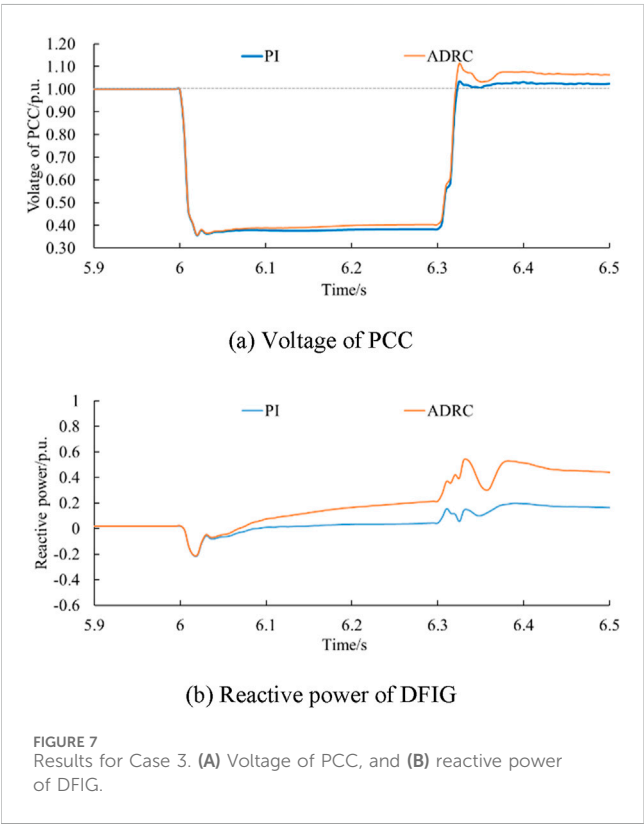 PI ADRC
1.20
1.10
1.00
0.90
0.80
0.70
0.60
0.50
0.40
0.30
Volatge of PCC/p.u.
5.9 6 6.1 6.2 6.3 6.4 6.5
Time/s
(a) Voltage of PCC
PI ADRC
1
0.8
0.6
0.4
0.2
0
-0.2
-0.4
-0.6
Reactive power/p.u.
5.9 6 6.1 6.2 6.3 6.4 6.5
Time/s
(b) Reactive power of DFIG
FIGURE 7
Results for Case 3. (A) Voltage of PCC, and (B) reactive power
of DFIG.